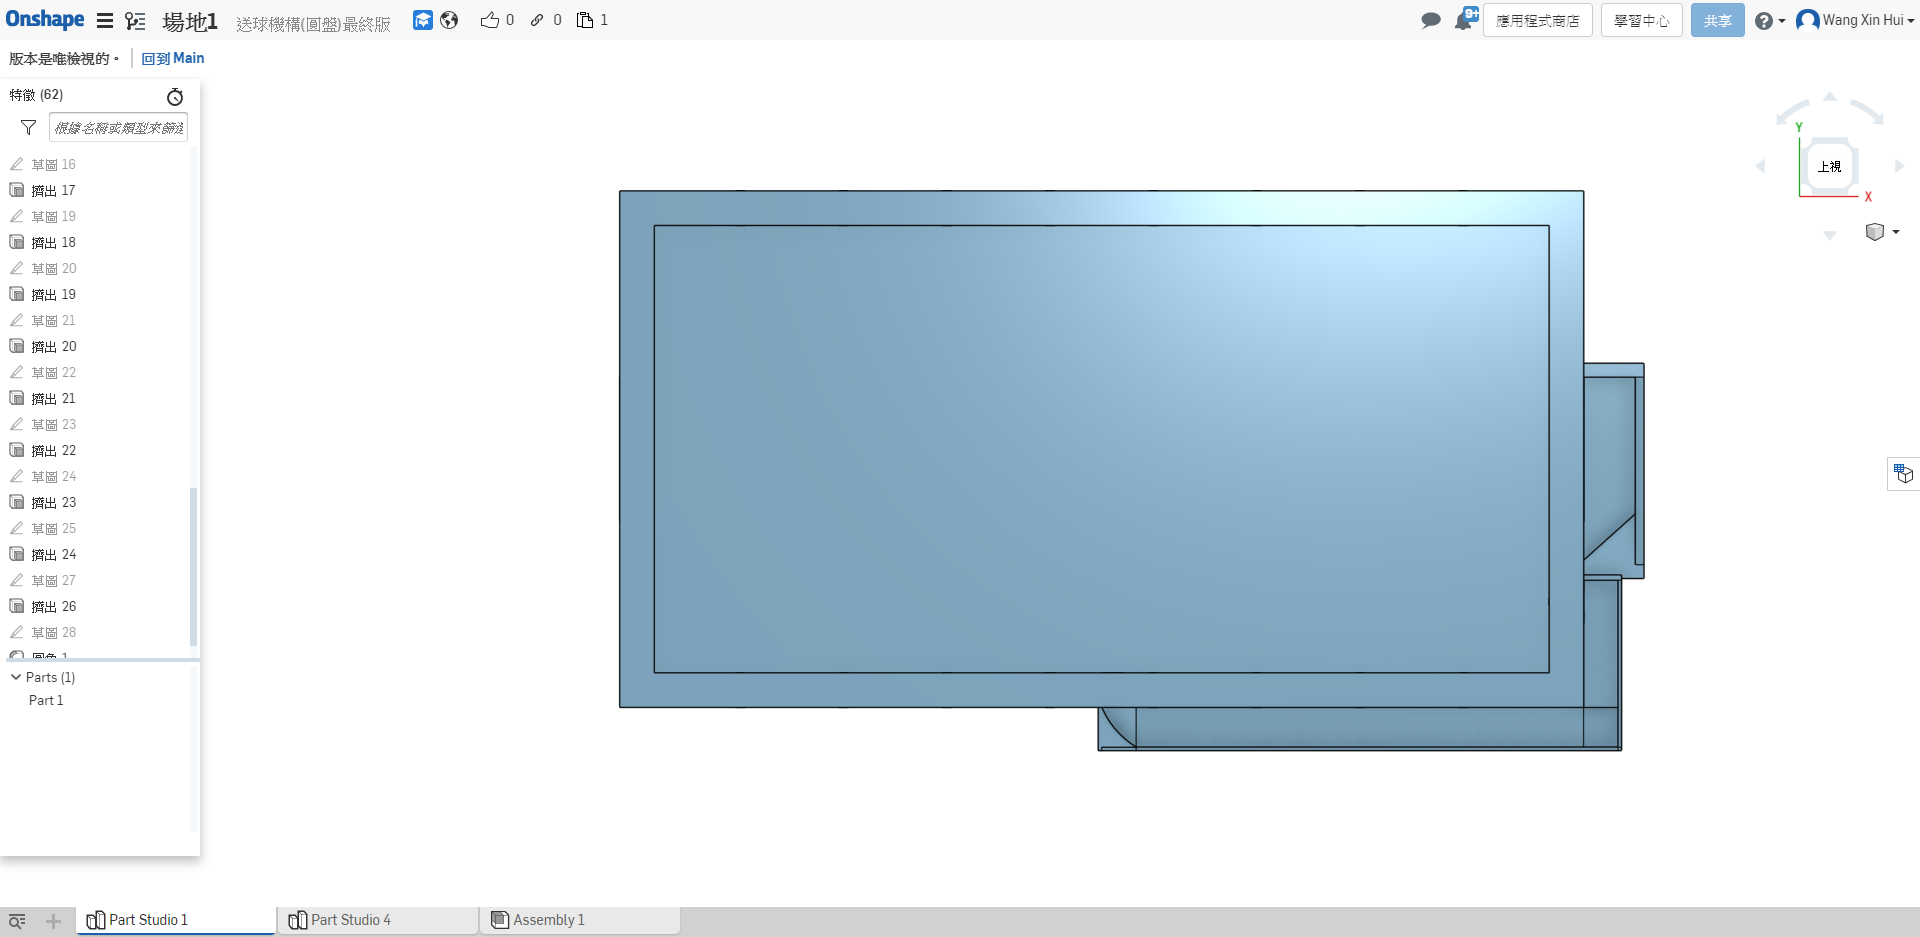 Onshape 場地1 送球機構(圓盤)最終版 0 0 1 9+ 應用程式商店 學習中心 共享 Wang Xin Hui
版本是唯檢視的。 回到 Main
特徵 (62)
根據名稱或類型來篩選
草圖 16
擠出 17
草圖 19
擠出 18
草圖 20
擠出 19
草圖 21
擠出 20
草圖 22
擠出 21
草圖 23
擠出 22
草圖 24
擠出 23
草圖 25
擠出 24
草圖 27
擠出 26
草圖 28
圓角 1
Parts (1)
Part 1
Y
上視
X
Part Studio 1 Part Studio 4 Assembly 1